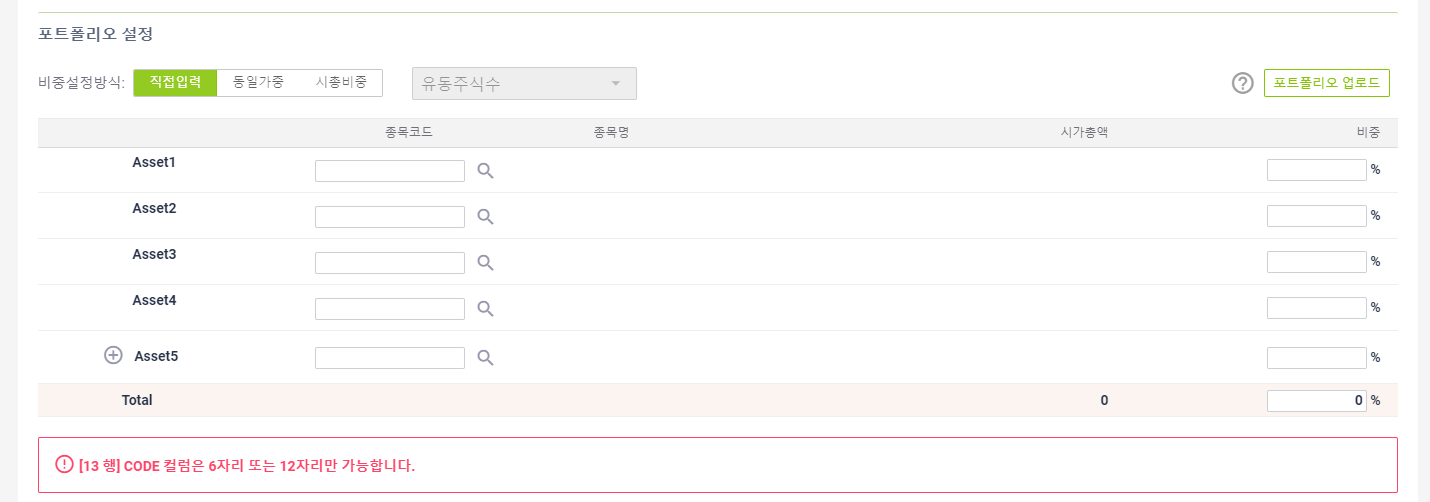 포트폴리오 설정
비중설정방식: 직접입력 동일가중 시총비중 유동주식수 포트폴리오 업로드
종목코드 종목명 시가총액 비중
Asset1 %
Asset2 %
Asset3 %
Asset4 %
Asset5 %
Total 0 0 %
[13 행] CODE 컬럼은 6자리 또는 12자리만 가능합니다.